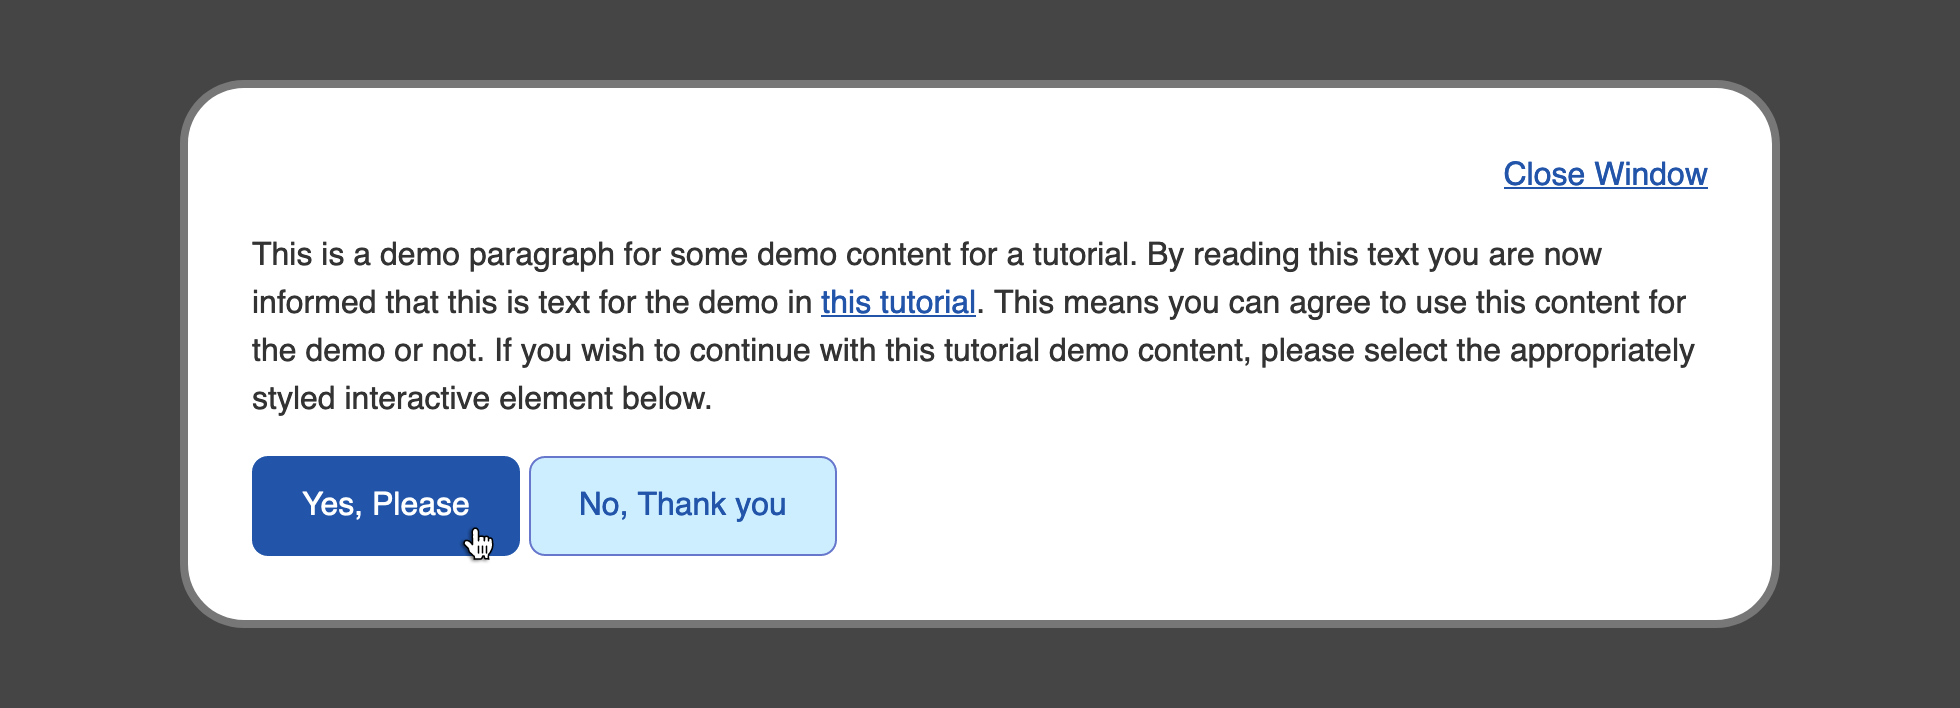 Close Window
This is a demo paragraph for some demo content for a tutorial. By reading this text you are now
informed that this is text for the demo in this tutorial. This means you can agree to use this content for
the demo or not. If you wish to continue with this tutorial demo content, please select the appropriately
styled interactive element below.
Yes, Please
No, Thank you